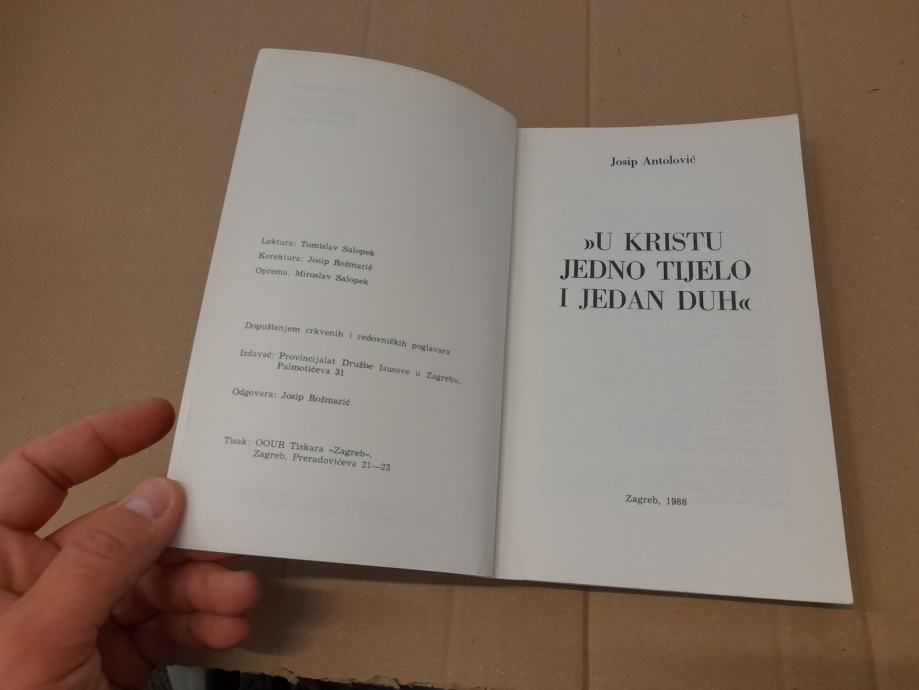 Lektura: Tomislav Salopek
Korektura: Josip Rožmarić
Oprema: Miroslav Salopek
Dopuštenjem crkvenih i redovničkih poglavara
Izdavač: Provincijalat Družbe Isusove u Zagrebu,
Palmotićeva 31
Odgovara: Josip Rožmarić
Tisak: OOUR Tiskara »Zagreb«,
Zagreb, Preradovićeva 21—23
Josip Antolović
»U KRISTU
JEDNO TIJELO
I JEDAN DUH«
Zagreb, 1988